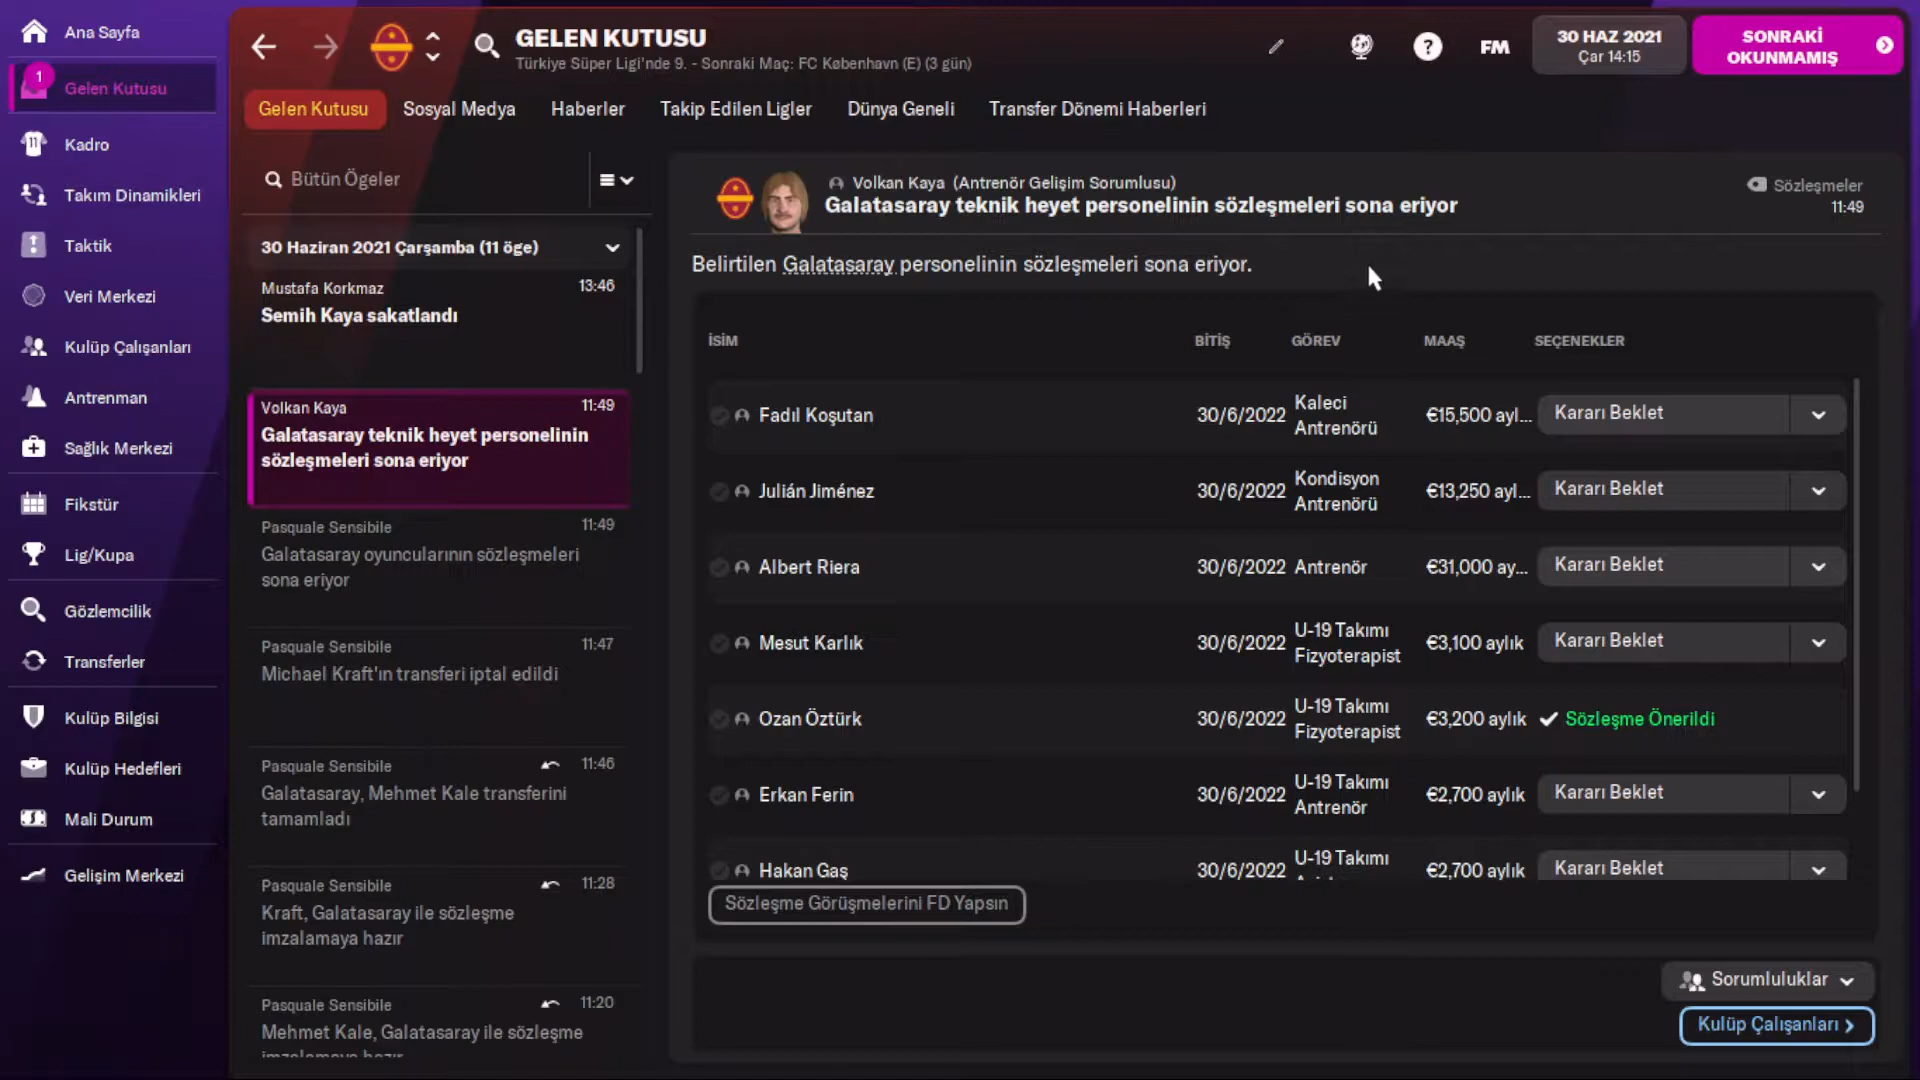 Ana Sayfa
1
Gelen Kutusu
Kadro
Takım Dinamikleri
Taktik
Veri Merkezi
Kulüp Çalışanları
Antrenman
Sağlık Merkezi
Fikstür
Lig/Kupa
Gözlemcilik
Transferler
Kulüp Bilgisi
Kulüp Hedefleri
Mali Durum
Gelişim Merkezi
GELEN KUTUSU
Türkiye Süper Ligi'nde 9. - Sonraki Maç: FC København (E) (3 gün)
?
FM
30 HAZ 2021
Çar 14:15
SONRAKİ
OKUNMAMIŞ
Gelen Kutusu
Sosyal Medya
Haberler
Takip Edilen Ligler
Dünya Geneli
Transfer Dönemi Haberleri
Bütün Ögeler
30 Haziran 2021 Çarşamba (11 öge)
Mustafa Korkmaz 13:46
Semih Kaya sakatlandı
Volkan Kaya 11:49
Galatasaray teknik heyet personelinin
sözleşmeleri sona eriyor
Pasquale Sensibile 11:49
Galatasaray oyuncularının sözleşmeleri
sona eriyor
Pasquale Sensibile 11:47
Michael Kraft'ın transferi iptal edildi
Pasquale Sensibile 11:46
Galatasaray, Mehmet Kale transferini
tamamladı
Pasquale Sensibile 11:28
Kraft, Galatasaray ile sözleşme
imzalamaya hazır
Pasquale Sensibile 11:20
Mehmet Kale, Galatasaray ile sözleşme
imzalamaya hazır
Volkan Kaya (Antrenör Gelişim Sorumlusu)
Galatasaray teknik heyet personelinin sözleşmeleri sona eriyor
Sözleşmeler
11:49
Belirtilen Galatasaray personelinin sözleşmeleri sona eriyor.
İSİM BİTİŞ GÖREV MAAŞ SEÇENEKLER
Fadıl Koşutan 30/6/2022 Kaleci Antrenörü €15,500 ayl... Kararı Beklet
Julián Jiménez 30/6/2022 Kondisyon Antrenörü €13,250 ayl... Kararı Beklet
Albert Riera 30/6/2022 Antrenör €31,000 ay... Kararı Beklet
Mesut Karlık 30/6/2022 U-19 Takımı Fizyoterapist €3,100 aylık Kararı Beklet
Ozan Öztürk 30/6/2022 U-19 Takımı Fizyoterapist €3,200 aylık Sözleşme Önerildi
Erkan Ferin 30/6/2022 U-19 Takımı Antrenör €2,700 aylık Kararı Beklet
Hakan Gaş 30/6/2022 U-19 Takımı €2,700 aylık Kararı Beklet
Sözleşme Görüşmelerini FD Yapsın
Sorumluluklar
Kulüp Çalışanları